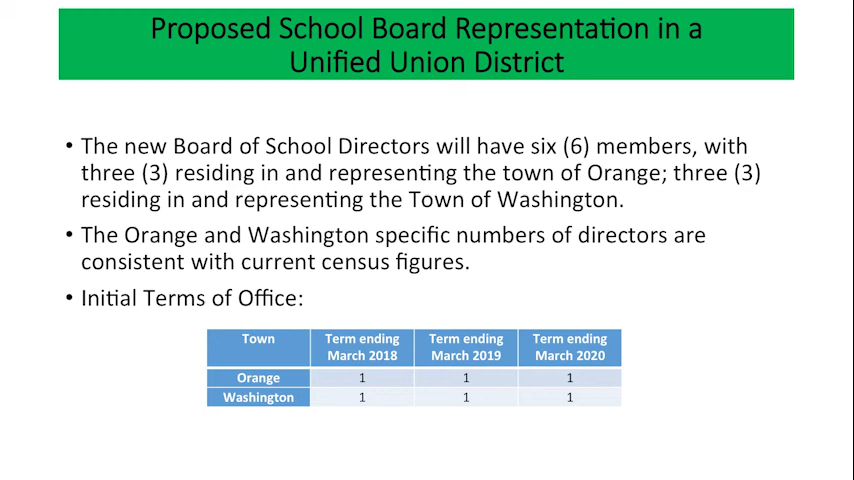 Proposed School Board Representation in a
Unified Union District
• The new Board of School Directors will have six (6) members, with
three (3) residing in and representing the town of Orange; three (3)
residing in and representing the Town of Washington.
• The Orange and Washington specific numbers of directors are
consistent with current census figures.
• Initial Terms of Office:
Town Term ending Term ending Term ending
March 2018 March 2019 March 2020
Orange 1 1 1
Washington 1 1 1